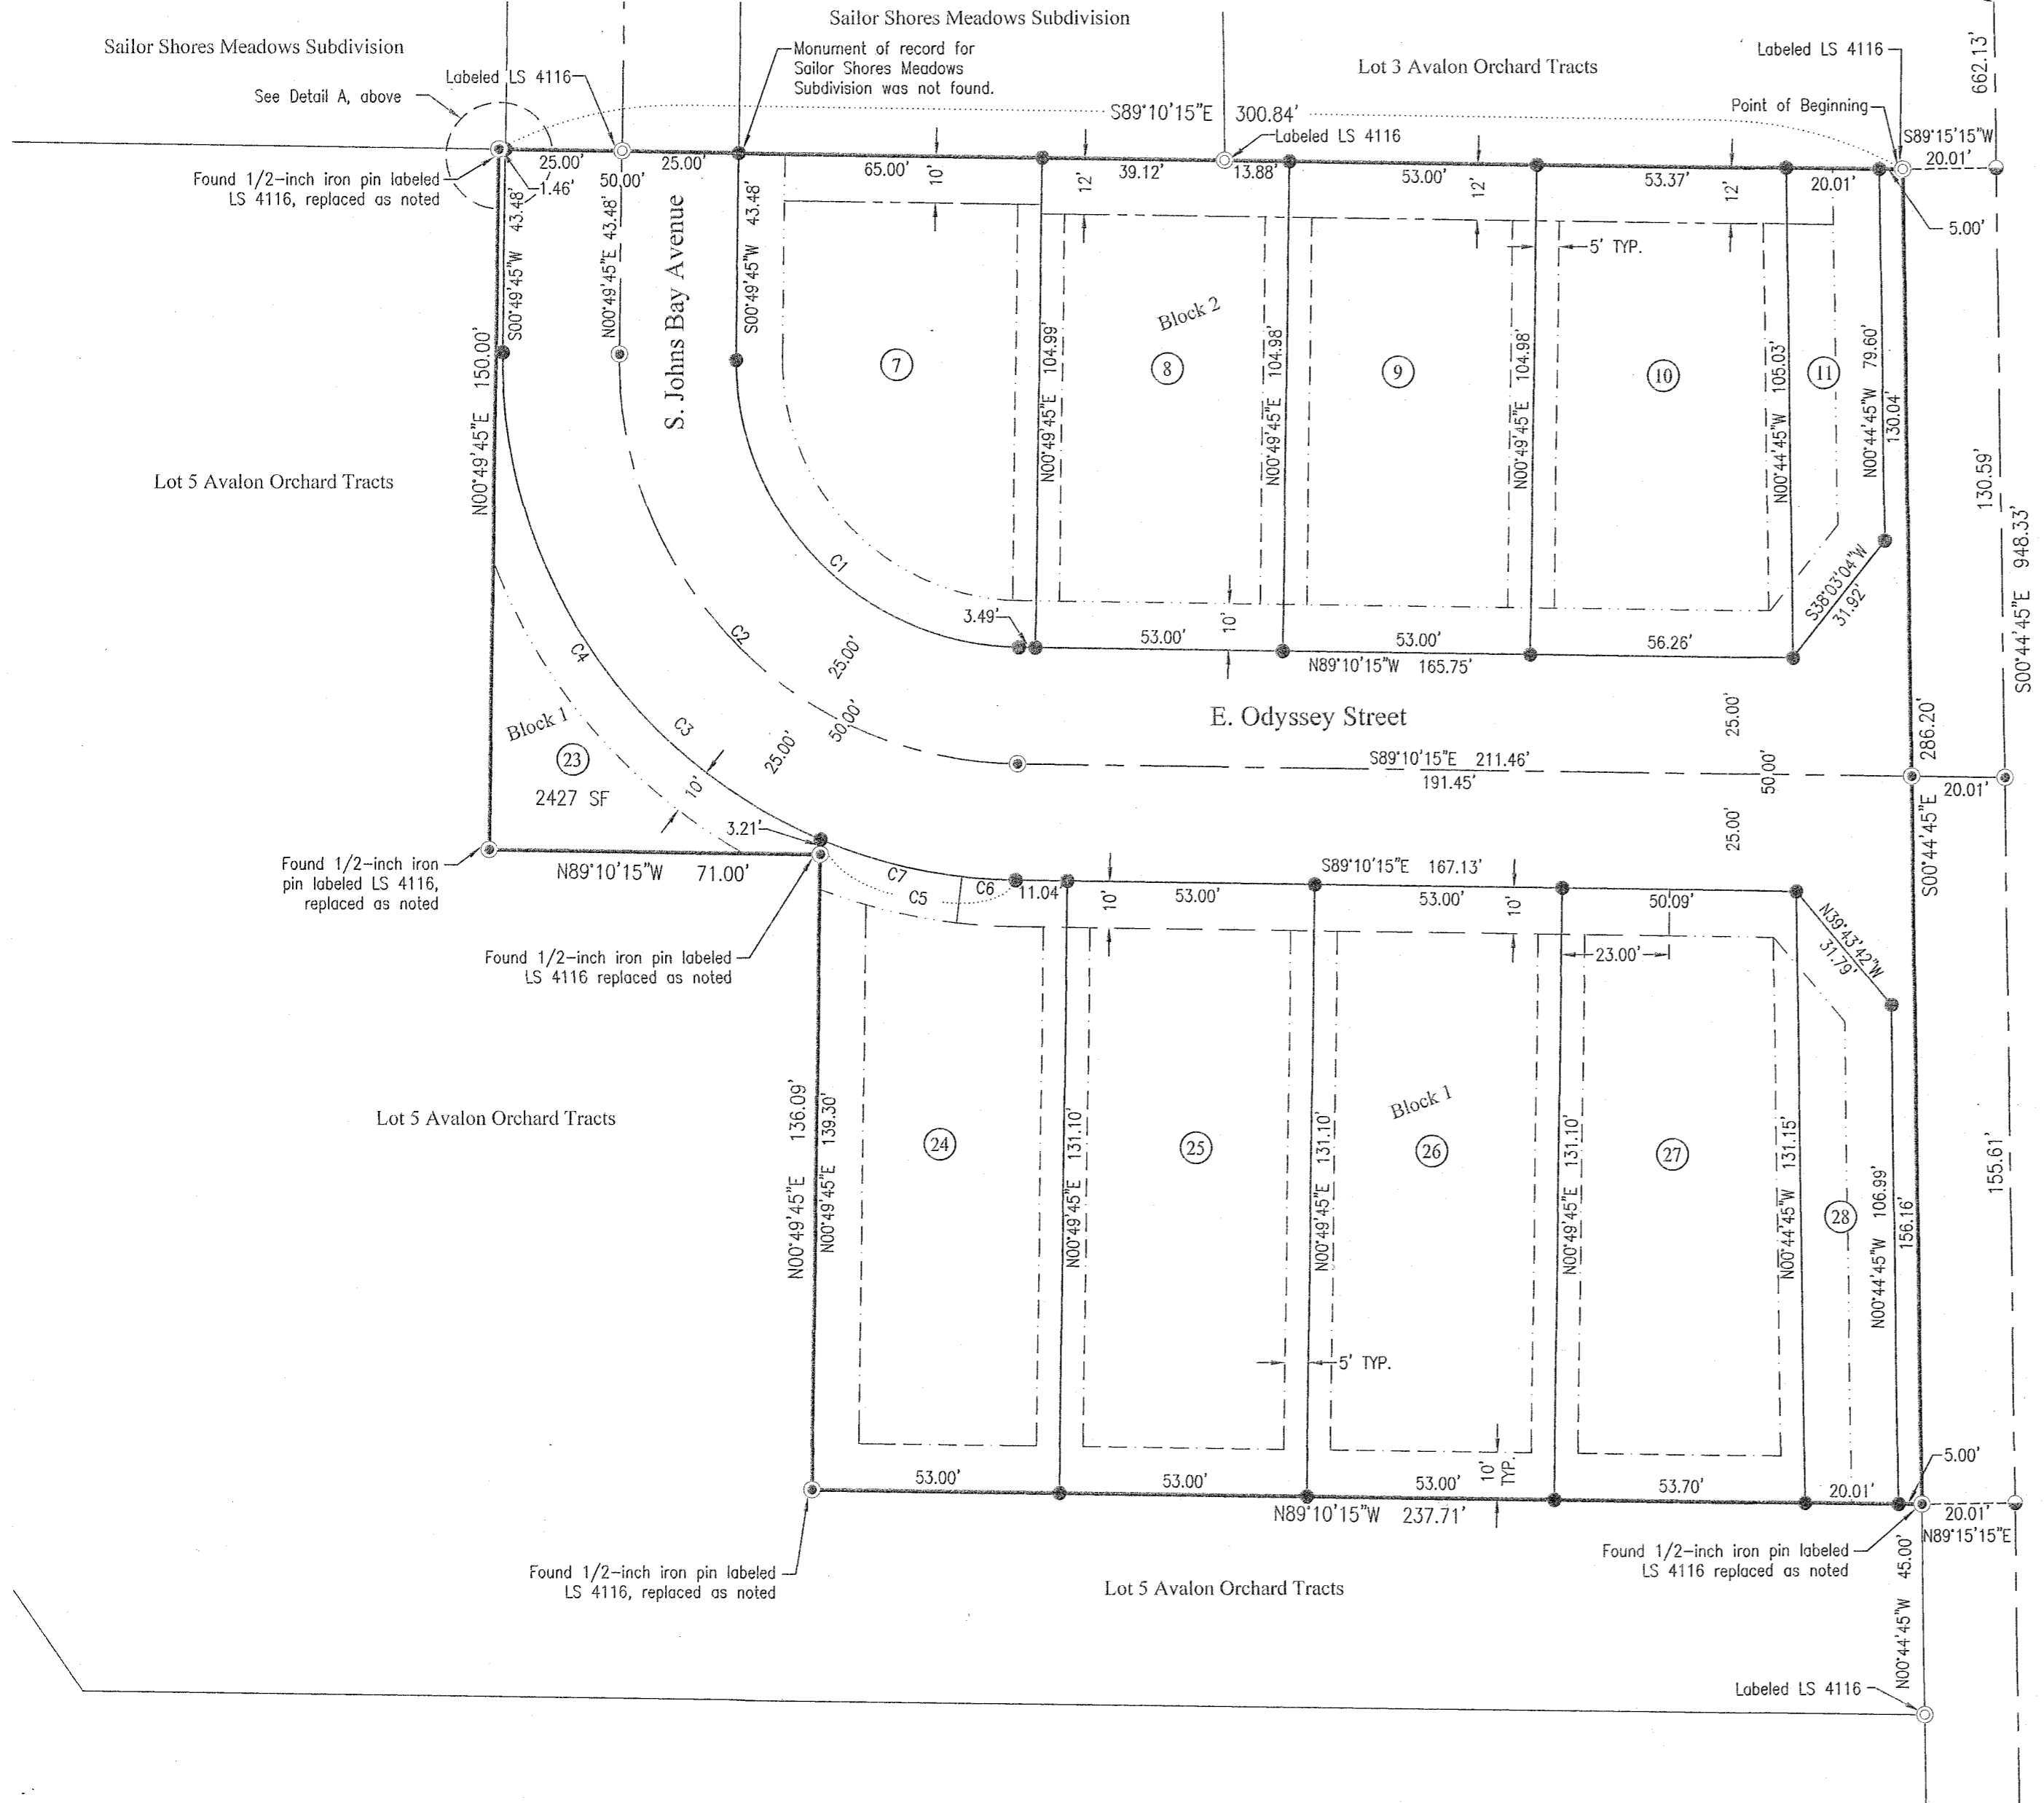 Sailor Shores Meadows Subdivision
Sailor Shores Meadows Subdivision
Labeled LS 4116
See Detail A, above
Monument of record for
Sailor Shores Meadows
Subdivision was not found.
Lot 3 Avalon Orchard Tracts
Labeled LS 4116
662.13'
Point of Beginning
S89°10'15"E 300.84'
Labeled LS 4116
S89°15'15"W
20.01'
Found 1/2-inch iron pin labeled
LS 4116, replaced as noted
1.46'
25.00'
50.00'
25.00'
65.00'
10'
12'
39.12'
13.88'
53.00'
12'
53.37'
12'
20.01'
5.00'
S00°49'45"W 43.48'
N00°49'45"E 43.48'
S. Johns Bay Avenue
S00°49'45"W 43.48'
5' TYP.
N00°49'45"E 150.00'
Block 2
7
8
9
10
11
N00°49'45"E 104.99'
N00°49'45"E 104.98'
N00°49'45"E 104.98'
N00°44'45"W 105.03'
N00°44'45"W 79.60'
130.04'
130.59'
S00°44'45"E 948.33'
Lot 5 Avalon Orchard Tracts
C1
C2
C4
C3
25.00'
50.00'
25.00'
3.49'
53.00'
10'
53.00'
56.26'
N89°10'15"W 165.75'
S38°03'04"W
31.92'
Block 1
23
2427 SF
10'
E. Odyssey Street
25.00'
50.00'
25.00'
S89°10'15"E 211.46'
191.45'
286.20'
20.01'
S00°44'45"E
3.21'
Found 1/2-inch iron
pin labeled LS 4116,
replaced as noted
N89°10'15"W 71.00'
C7
C5
C6
11.04'
10'
53.00'
S89°10'15"E 167.13'
53.00'
10'
50.09'
23.00'
N39°43'42"W
31.79'
Found 1/2-inch iron pin labeled
LS 4116 replaced as noted
Lot 5 Avalon Orchard Tracts
N00°49'45"E 136.09'
N00°49'45"E 139.30'
24
25
Block 1
26
27
28
N00°49'45"E 131.10'
N00°49'45"E 131.10'
N00°49'45"E 131.10'
N00°44'45"W 131.15'
N00°44'45"W 106.99'
156.16'
155.61'
5' TYP.
10'
TYP.
53.00'
53.00'
53.00'
53.70'
20.01'
5.00'
N89°10'15"W 237.71'
20.01'
N89°15'15"E
Found 1/2-inch iron pin labeled
LS 4116, replaced as noted
Found 1/2-inch iron pin labeled
LS 4116 replaced as noted
Lot 5 Avalon Orchard Tracts
N00°44'45"W 45.00'
Labeled LS 4116